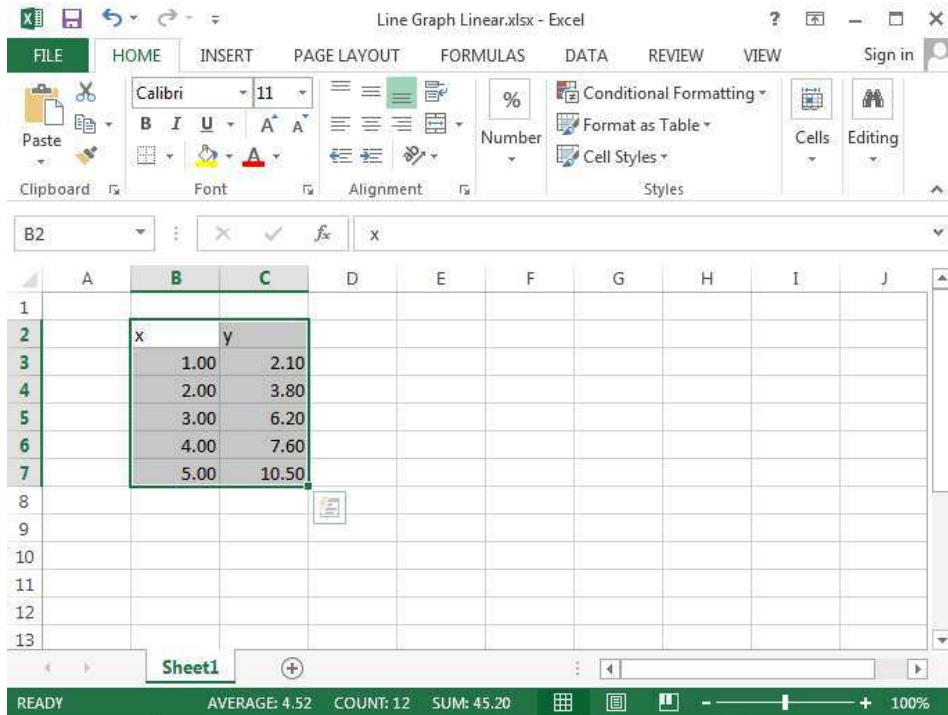 Line Graph Linear.xlsx - Excel ?
FILE HOME INSERT PAGE LAYOUT FORMULAS DATA REVIEW VIEW Sign in
Calibri 11
Paste
B I U A A A
%
Number
Conditional Formatting
Format as Table
Cell Styles
Cells
Editing
Clipboard Font Alignment Styles
B2 fx x
A B C D E F G H I J
1
2 x y
3 1.00 2.10
4 2.00 3.80
5 3.00 6.20
6 4.00 7.60
7 5.00 10.50
8
9
10
11
12
13
Sheet1
READY AVERAGE: 4.52 COUNT: 12 SUM: 45.20 100%